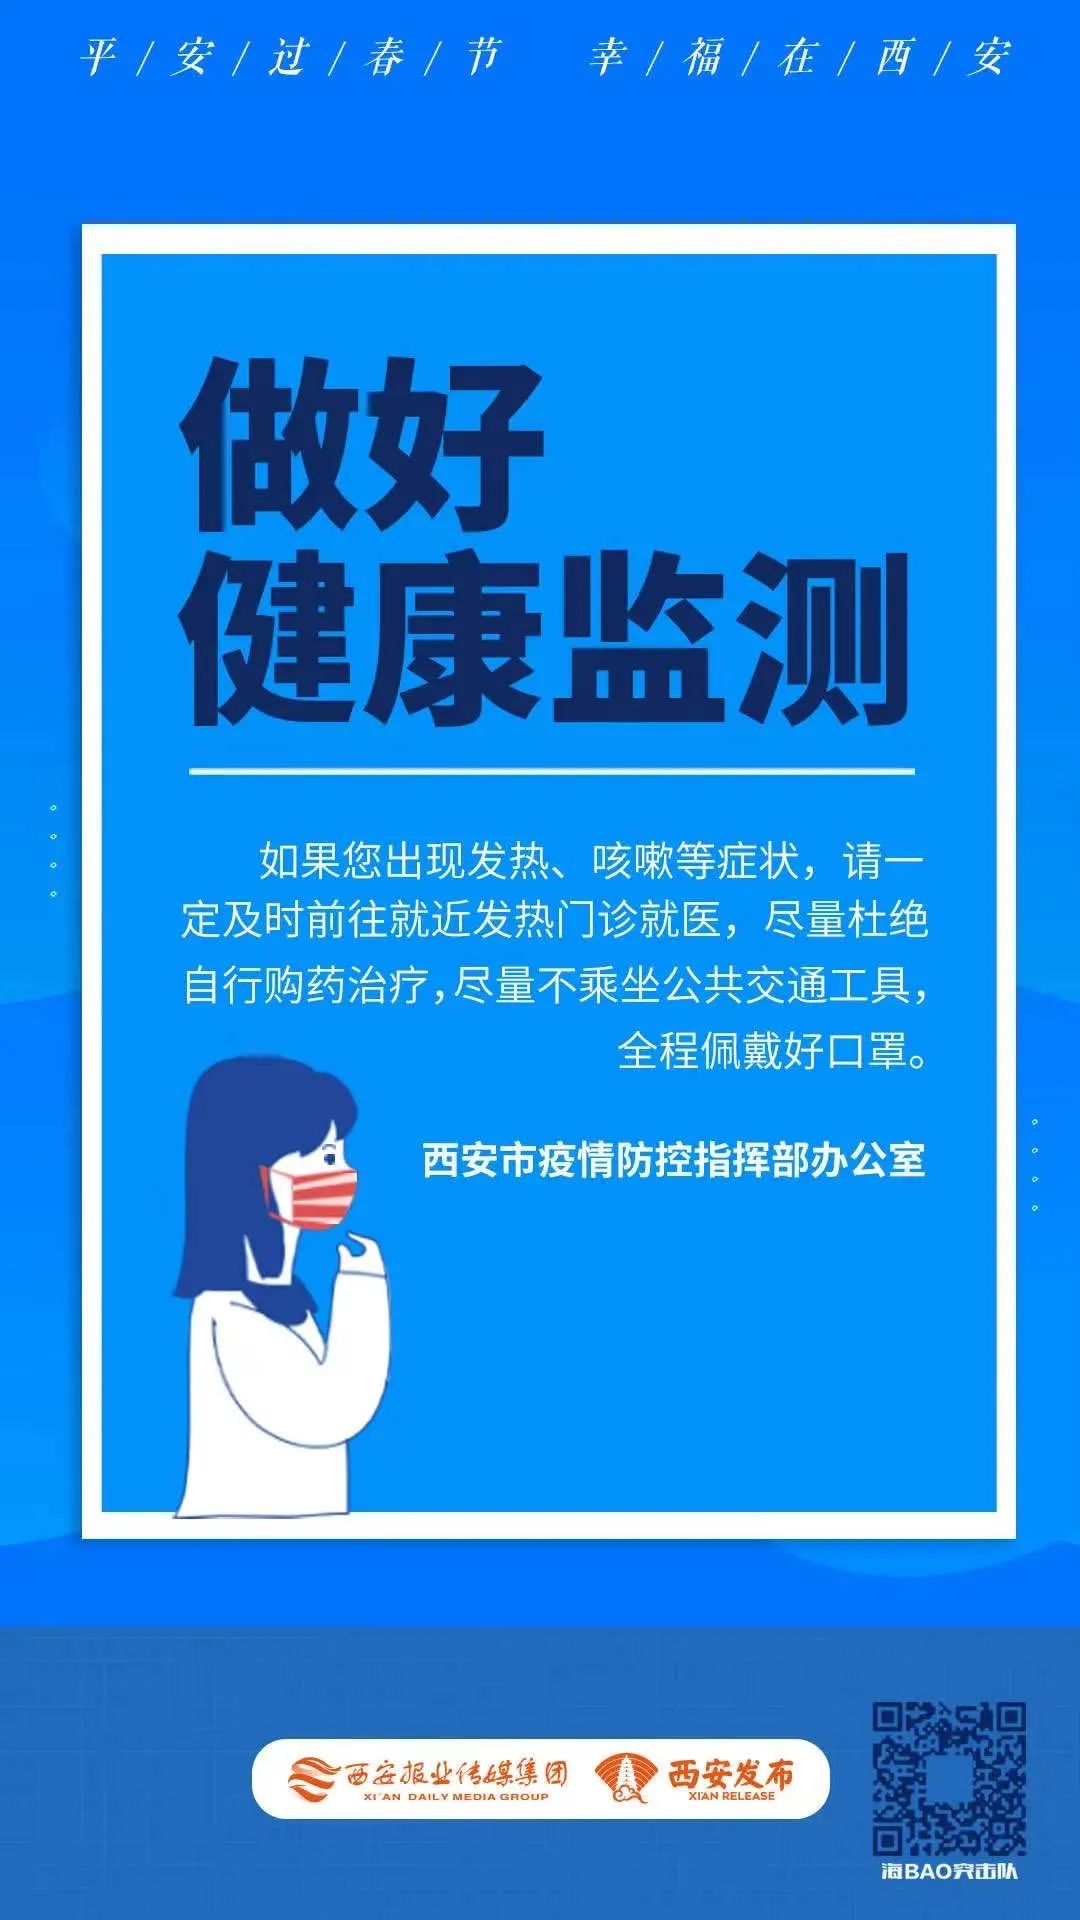 平/安/过/春/节 幸/福/在/西/安
做好
健康监测
如果您出现发热、咳嗽等症状，请一
定及时前往就近发热门诊就医，尽量杜绝
自行购药治疗，尽量不乘坐公共交通工具，
全程佩戴好口罩。
西安市疫情防控指挥部办公室
西安报业传媒集团 西安发布
XI'AN DAILY MEDIA GROUP XI'AN RELEASE
海BAO突击队